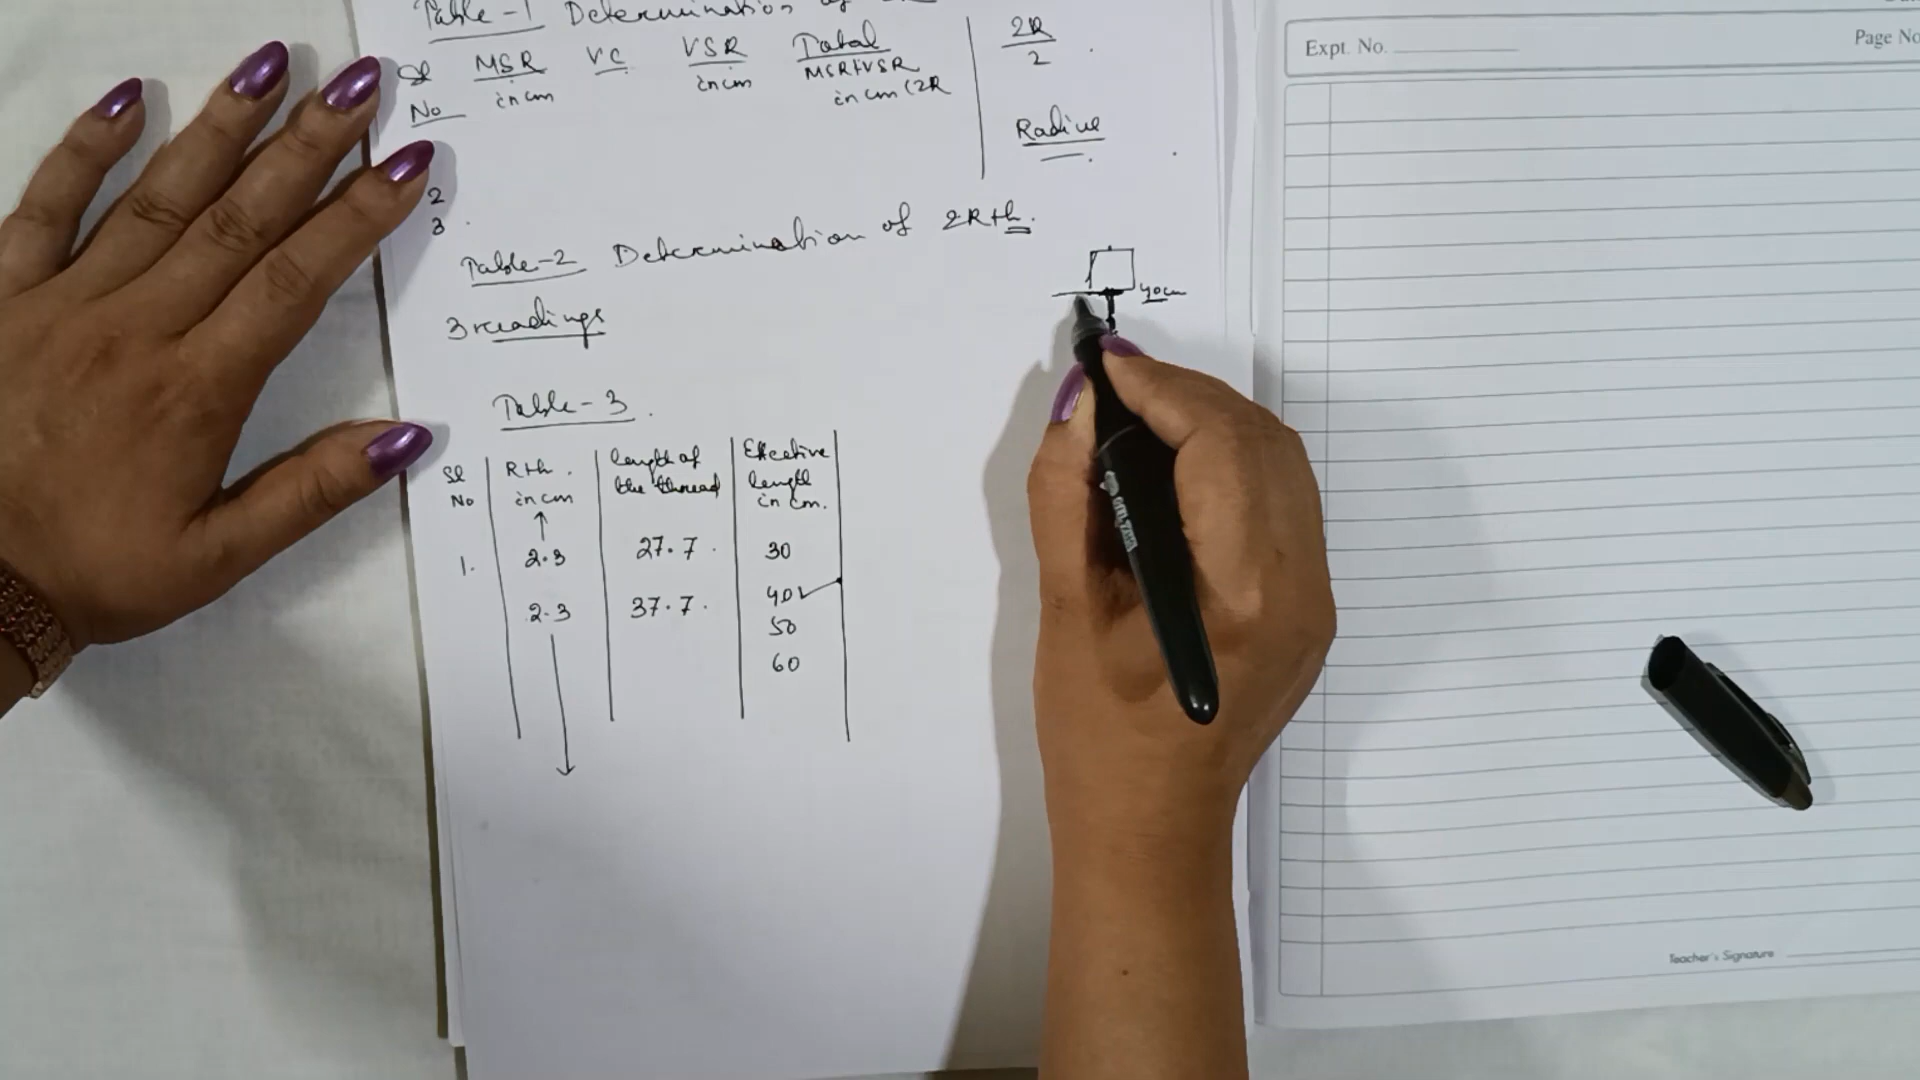 Table-1 Determination of
Sl No MSR in cm VC VSR in cm Total MSR+VSR in cm (2R 2R/2 Radius
2
3
Table-2 Determination of 2R+h.
3 readings
40cm
Table-3
Sl No R+h. in cm length of the thread Effective length in cm.
1. 2.3 27.7 30
2.3 37.7 40
50
60
Expt. No.
Page No
Teacher's Signature